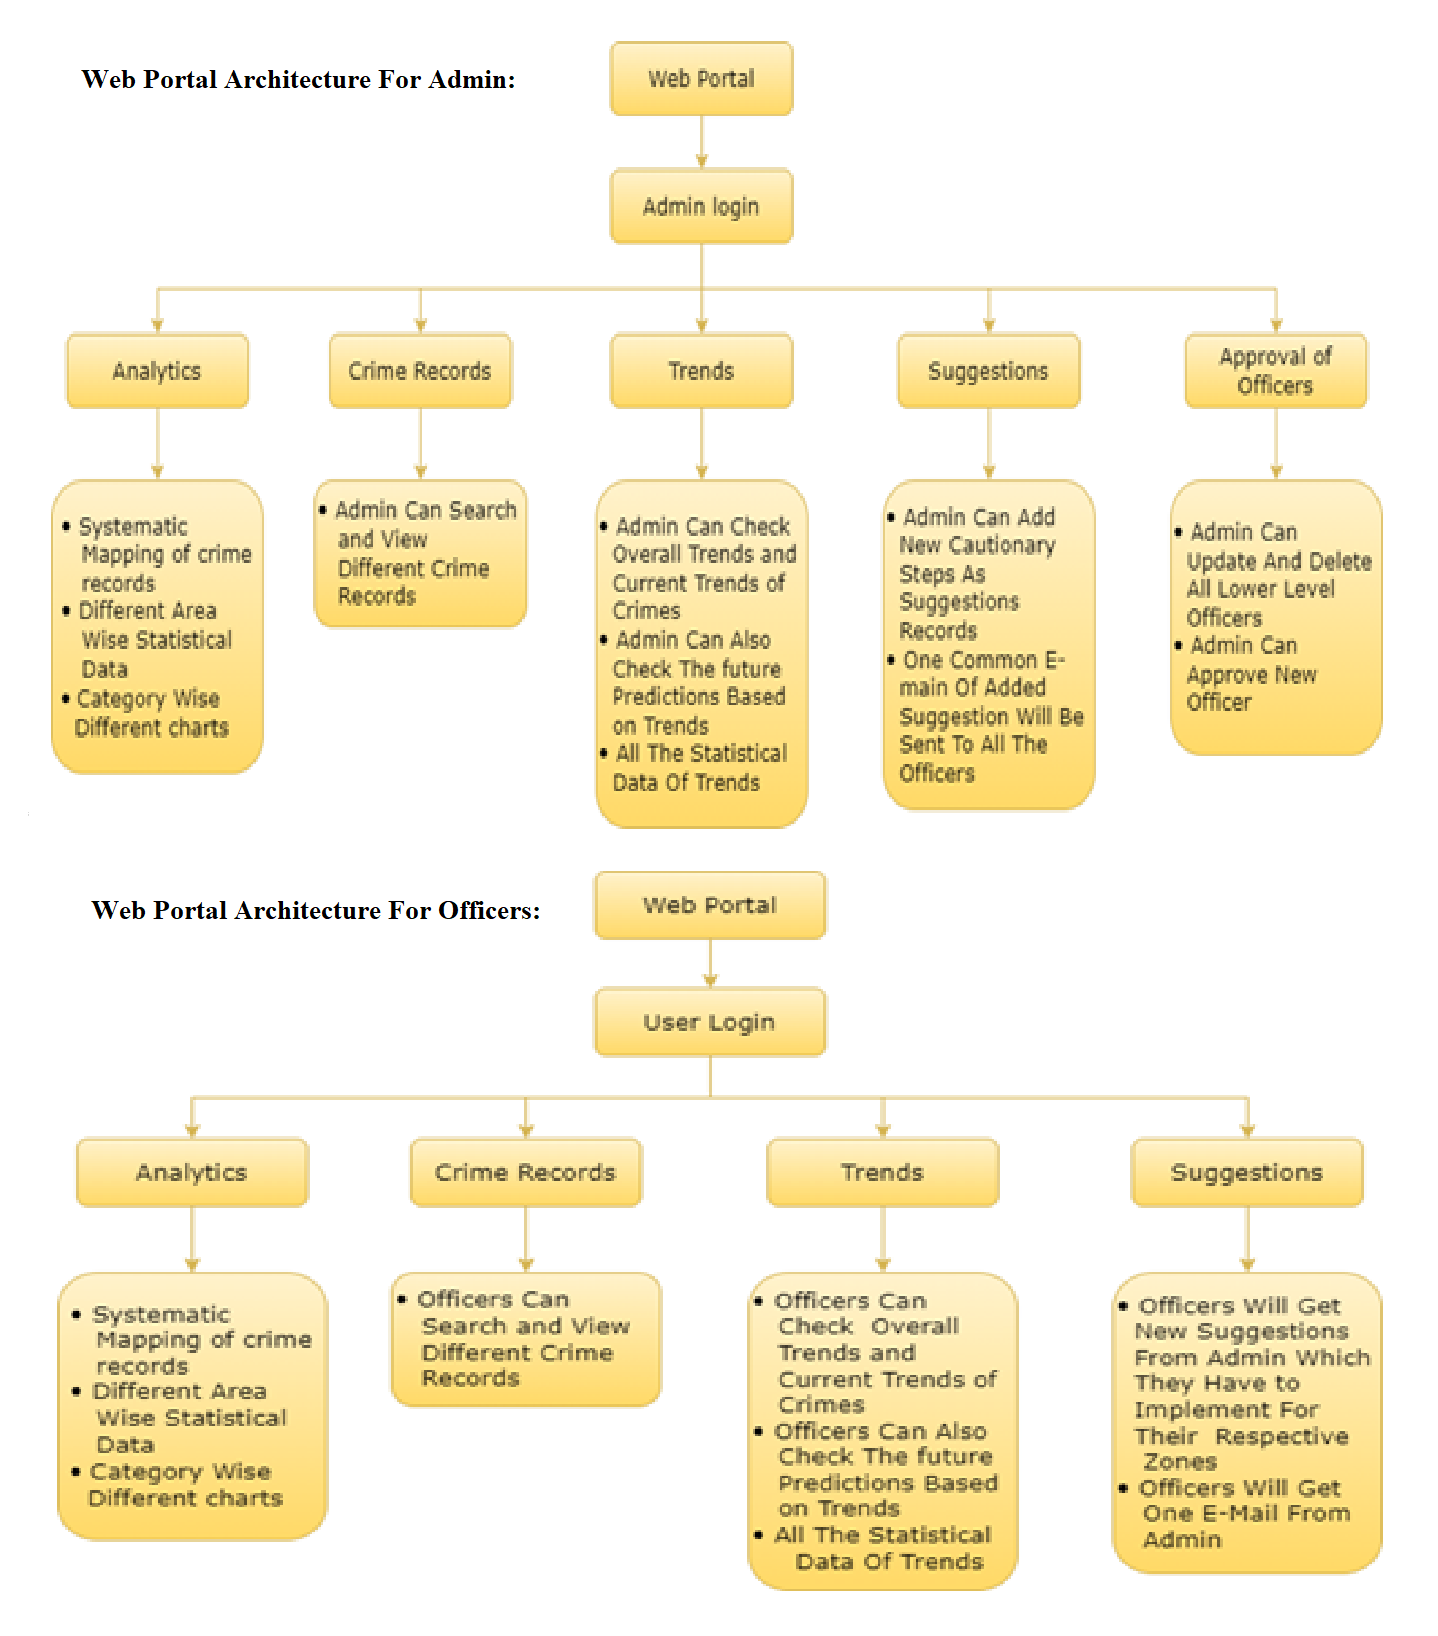 Web Portal Architecture For Admin:
Web Portal
Admin login
Analytics
Crime Records
Trends
Suggestions
Approval of
Officers
• Systematic
Mapping of crime
records
• Different Area
Wise Statistical
Data
• Category Wise
Different charts
• Admin Can Search
and View
Different Crime
Records
• Admin Can Check
Overall Trends and
Current Trends of
Crimes
• Admin Can Also
Check The future
Predictions Based
on Trends
• All The Statistical
Data Of Trends
• Admin Can Add
New Cautionary
Steps As
Suggestions
Records
• One Common E-
main Of Added
Suggestion Will Be
Sent To All The
Officers
• Admin Can
Update And Delete
All Lower Level
Officers
• Admin Can
Approve New
Officer
Web Portal Architecture For Officers:
Web Portal
User Login
Analytics
Crime Records
Trends
Suggestions
• Systematic
Mapping of crime
records
• Different Area
Wise Statistical
Data
• Category Wise
Different charts
• Officers Can
Search and View
Different Crime
Records
• Officers Can
Check Overall
Trends and
Current Trends of
Crimes
• Officers Can Also
Check The future
Predictions Based
on Trends
• All The Statistical
Data Of Trends
• Officers Will Get
New Suggestions
From Admin Which
They Have to
Implement For
Their Respective
Zones
• Officers Will Get
One E-Mail From
Admin